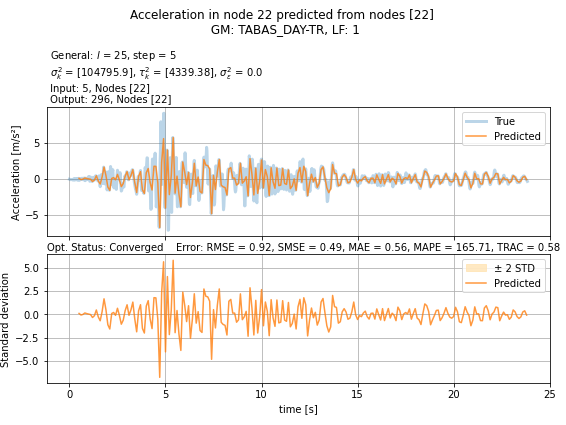 Acceleration in node 22 predicted from nodes [22]
GM: TABAS_DAY-TR, LF: 1
General: l = 25, step = 5
σ²ₖ = [104795.9], τ²ₖ = [4339.38], σ²ε = 0.0
Input: 5, Nodes [22]
Output: 296, Nodes [22]
Acceleration [m/s²]
5
0
−5
True
Predicted
Opt. Status: Converged    Error: RMSE = 0.92, SMSE = 0.49, MAE = 0.56, MAPE = 165.71, TRAC = 0.58
Standard deviation
5.0
2.5
0.0
−2.5
−5.0
± 2 STD
Predicted
0 5 10 15 20 25
time [s]